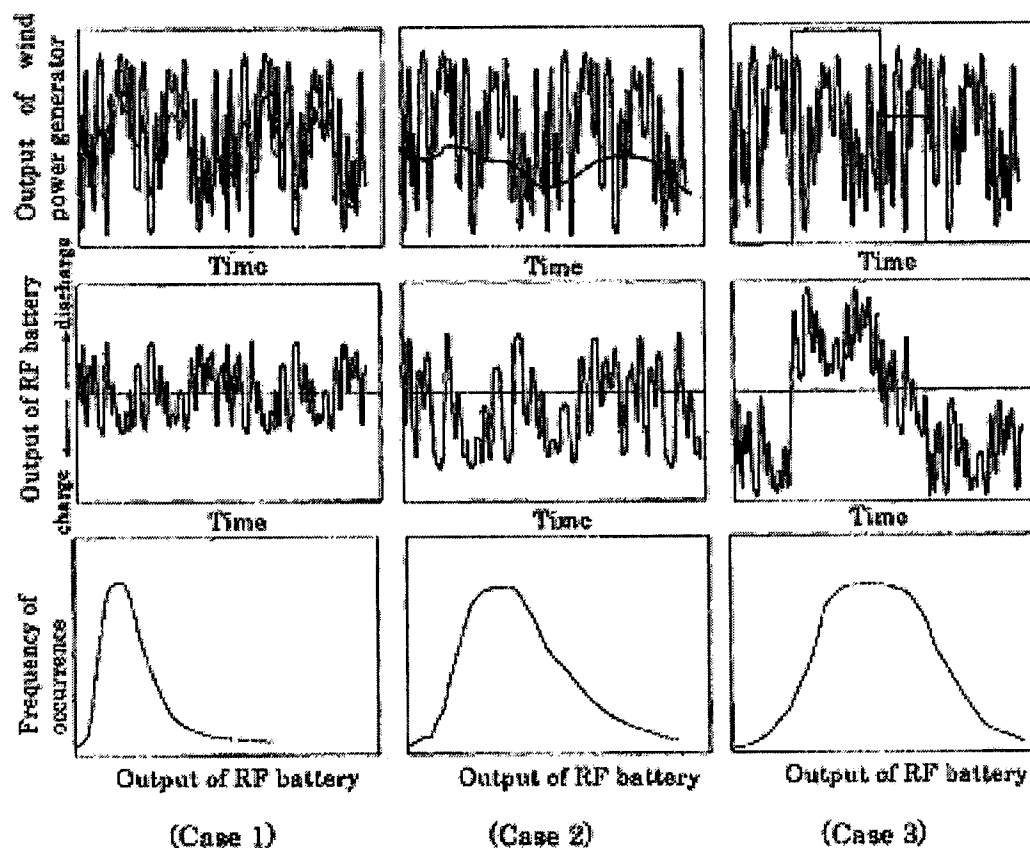 Output of wind
power generator
Time
Time
Time
Output of RF battery
charge
discharge
Time
Time
Time
Frequency of
occurrence
Output of RF battery
Output of RF battery
Output of RF battery
(Case 1)
(Case 2)
(Case 3)